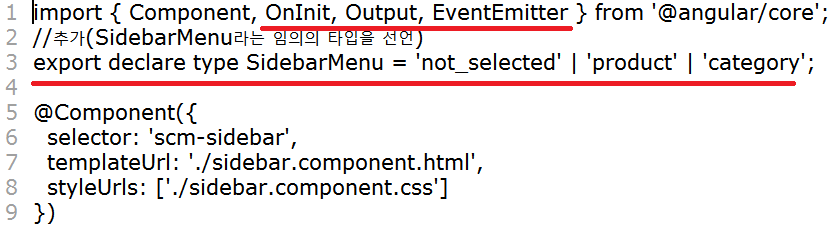 1 import { Component, OnInit, Output, EventEmitter } from '@angular/core';
2 //추가(SidebarMenu라는 임의의 타입을 선언)
3 export declare type SidebarMenu = 'not_selected' | 'product' | 'category';
4
5 @Component({
6   selector: 'scm-sidebar',
7   templateUrl: './sidebar.component.html',
8   styleUrls: ['./sidebar.component.css']
9 })